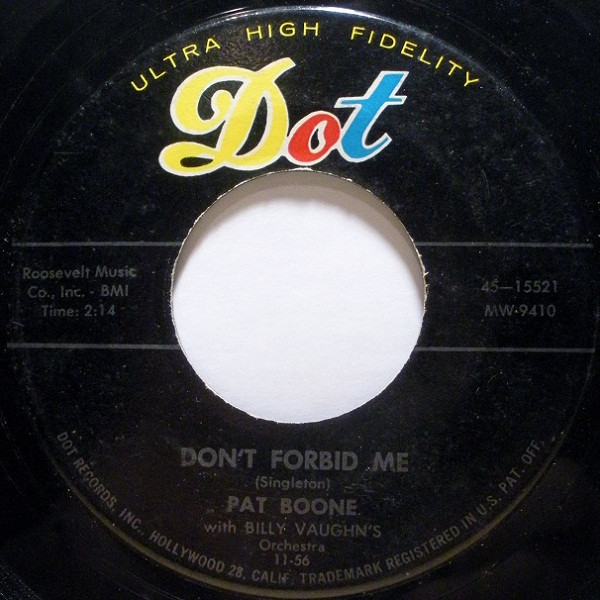 ULTRA HIGH FIDELITY
Dot
Roosevelt Music
Co., Inc. - BMI
Time: 2:14
45—15521
MW-9410
DON'T FORBID ME
(Singleton)
PAT BOONE
with BILLY VAUGHN'S
Orchestra
11-56
DOT RECORDS, INC. HOLLYWOOD 28, CALIF. TRADEMARK REGISTERED IN U.S. PAT. OFF.